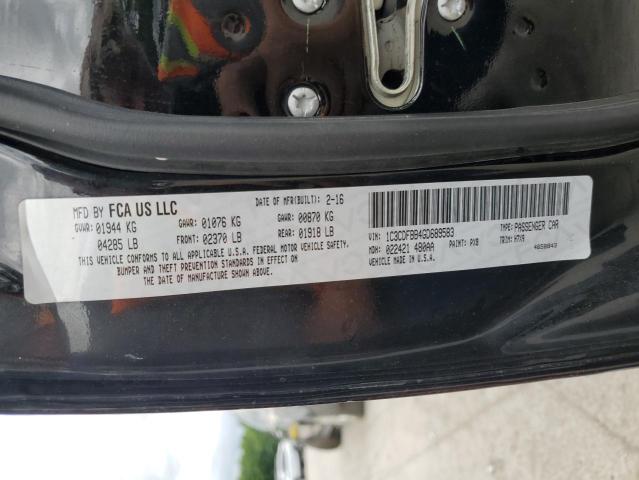 MFD BY FCA US LLC DATE OF MFR(BUILT): 2-16
GVWR: 01944 KG GAWR: 01076 KG GAWR: 00870 KG
04285 LB FRONT: 02370 LB REAR: 01918 LB
THIS VEHICLE CONFORMS TO ALL APPLICABLE U.S.A. FEDERAL MOTOR VEHICLE SAFETY,
BUMPER AND THEFT PREVENTION STANDARDS IN EFFECT ON
THE DATE OF MANUFACTURE SHOWN ABOVE.
VIN: 1C3CDFBB4GD689583 TYPE: PASSENGER CAR
MDH: 022421 480AA PAINT: PX8 TRIM: H7X9
VEHICLE MADE IN U.S.A. 4658843